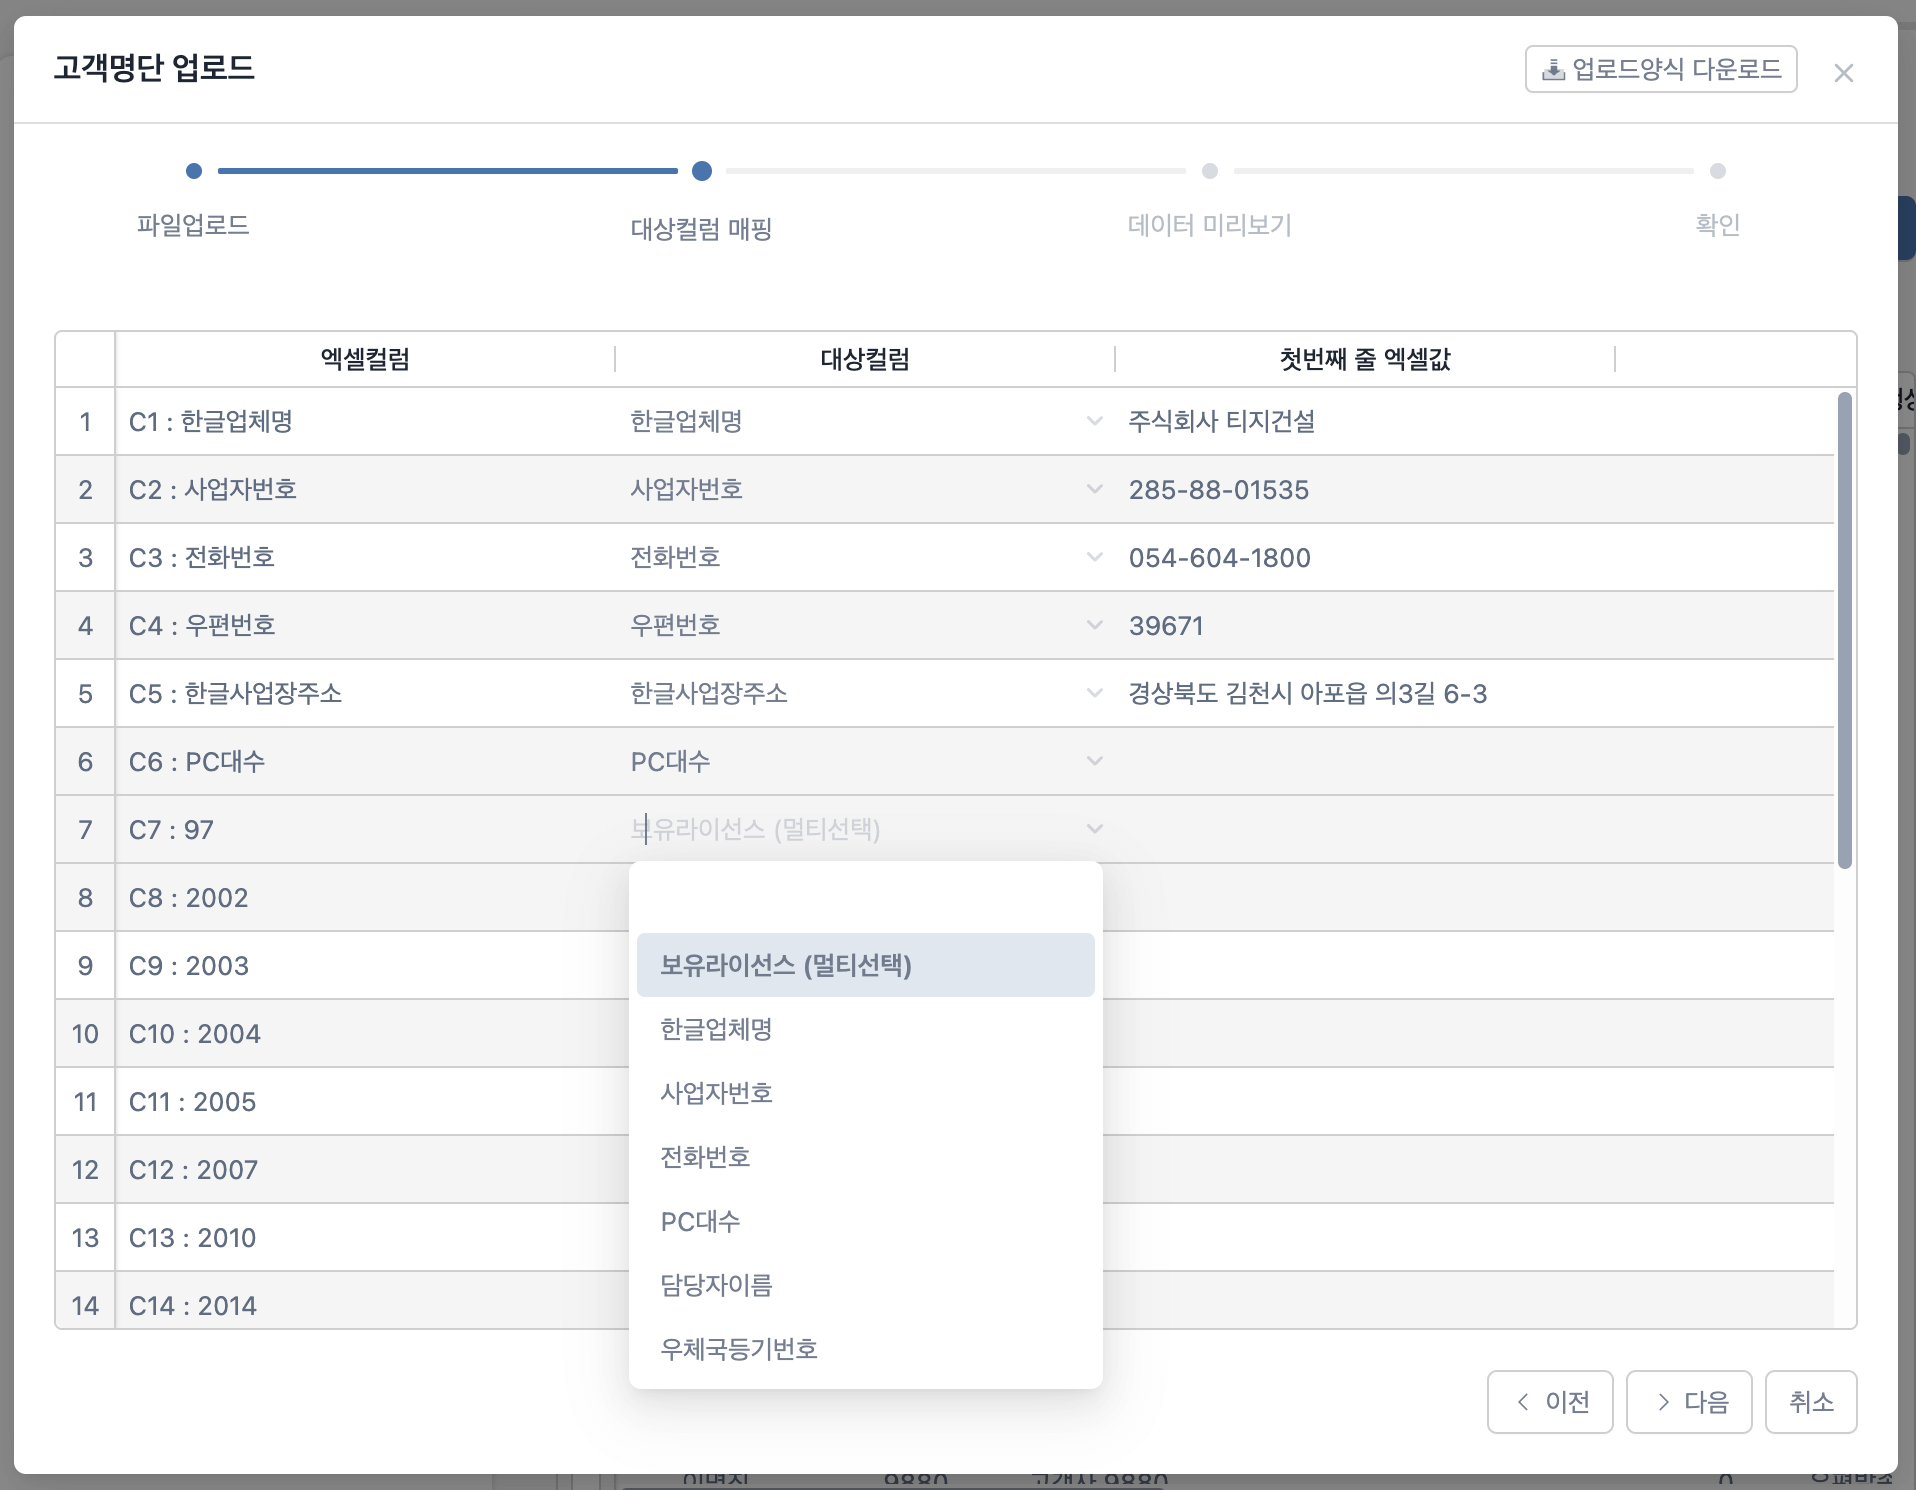 고객명단 업로드
업로드양식 다운로드
파일업로드
대상컬럼 매핑
데이터 미리보기
확인
엑셀컬럼 대상컬럼 첫번째 줄 엑셀값
1 C1 : 한글업체명 한글업체명 주식회사 티지건설
2 C2 : 사업자번호 사업자번호 285-88-01535
3 C3 : 전화번호 전화번호 054-604-1800
4 C4 : 우편번호 우편번호 39671
5 C5 : 한글사업장주소 한글사업장주소 경상북도 김천시 아포읍 의3길 6-3
6 C6 : PC대수 PC대수
7 C7 : 97 보유라이선스 (멀티선택)
8 C8 : 2002
9 C9 : 2003
10 C10 : 2004
11 C11 : 2005
12 C12 : 2007
13 C13 : 2010
14 C14 : 2014
보유라이선스 (멀티선택)
한글업체명
사업자번호
전화번호
PC대수
담당자이름
우체국등기번호
이전
다음
취소
9880 고객사 9880 0